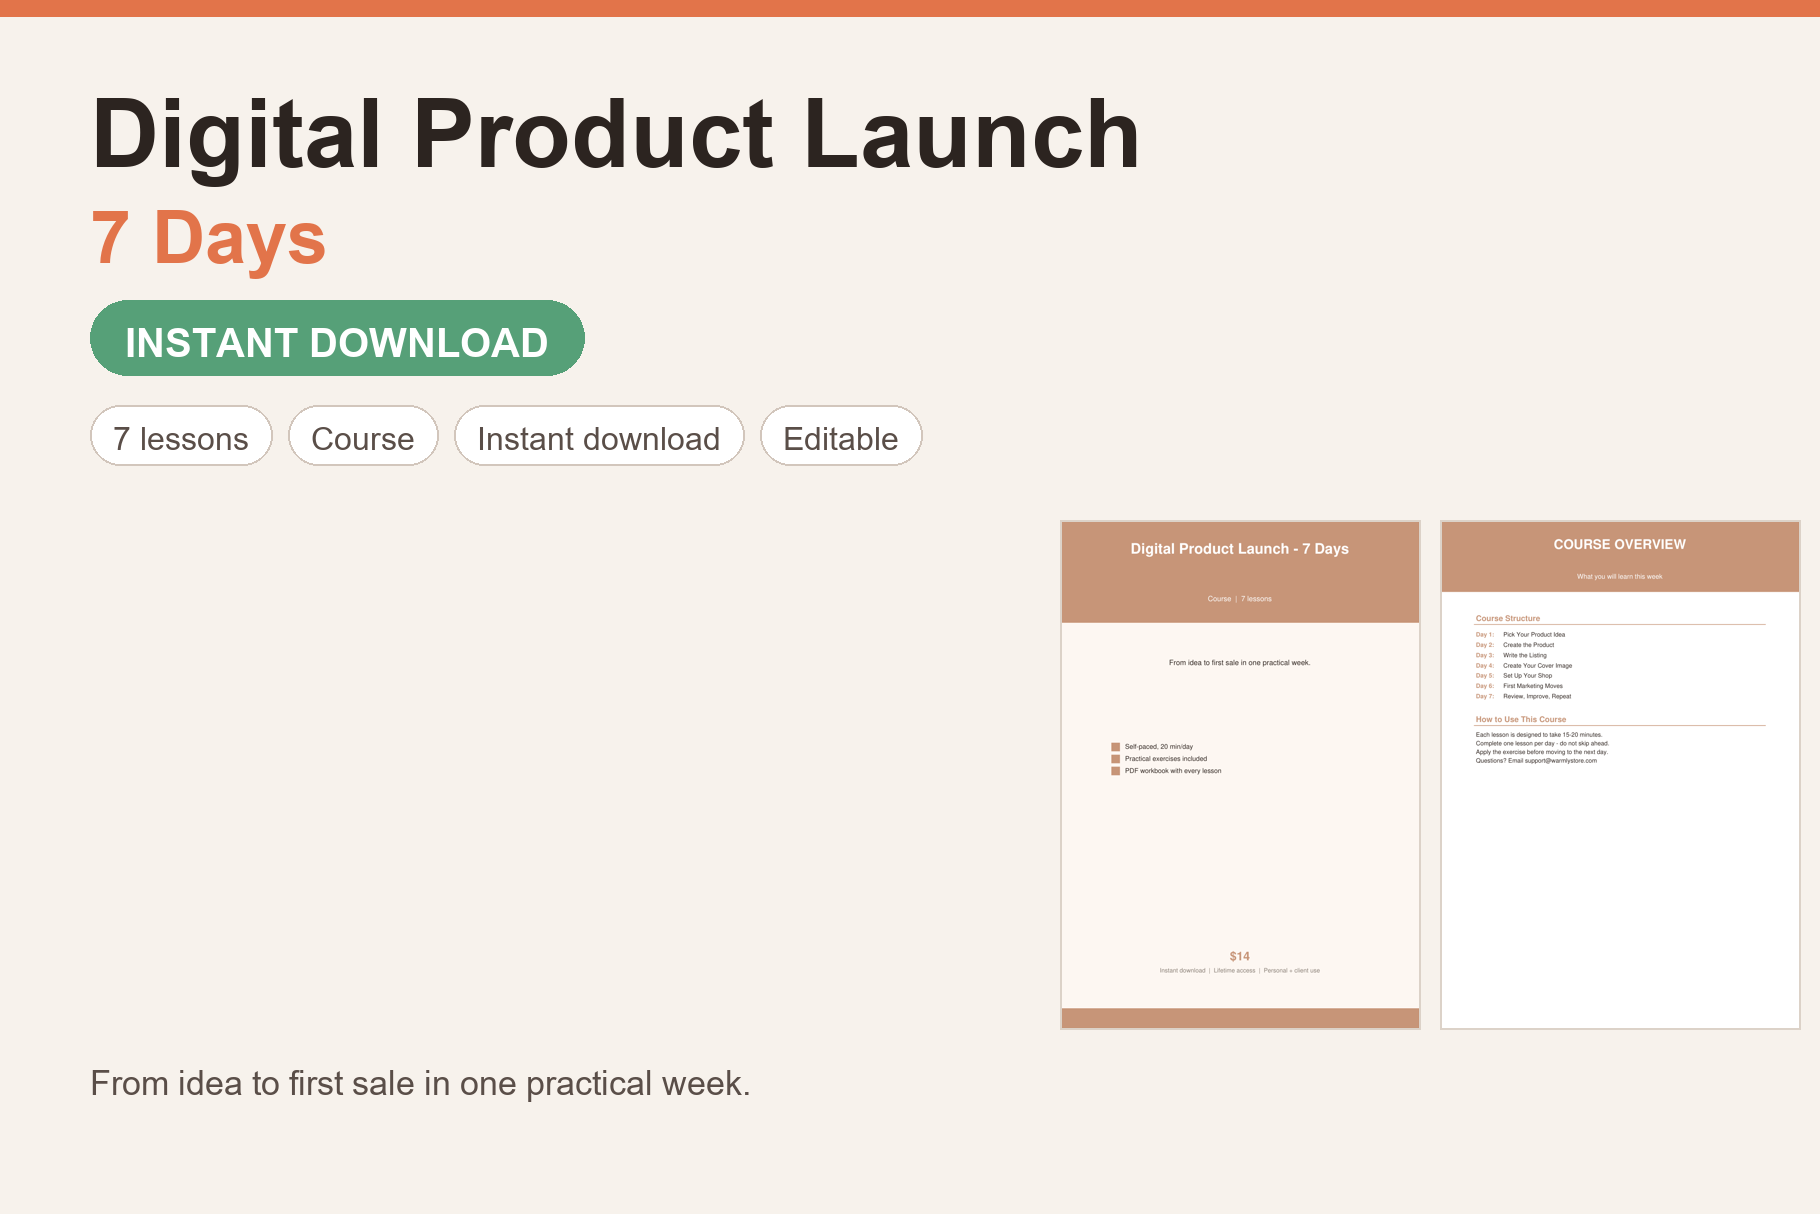 Digital Product Launch
7 Days
INSTANT DOWNLOAD
7 lessons
Course
Instant download
Editable
Digital Product Launch - 7 Days
Course | 7 lessons
From idea to first sale in one practical week.
Self-paced, 20 min/day
Practical exercises included
PDF workbook with every lesson
$14
Instant download | Lifetime access | Personal + client use
COURSE OVERVIEW
What you will learn this week
Course Structure
Day 1: Pick Your Product Idea
Day 2: Create the Product
Day 3: Write the Listing
Day 4: Create Your Cover Image
Day 5: Set Up Your Shop
Day 6: First Marketing Moves
Day 7: Review, Improve, Repeat
How to Use This Course
Each lesson is designed to take 15-20 minutes.
Complete one lesson per day - do not skip ahead.
Apply the exercise before moving to the next day.
Questions? Email support@warmlystore.com
From idea to first sale in one practical week.